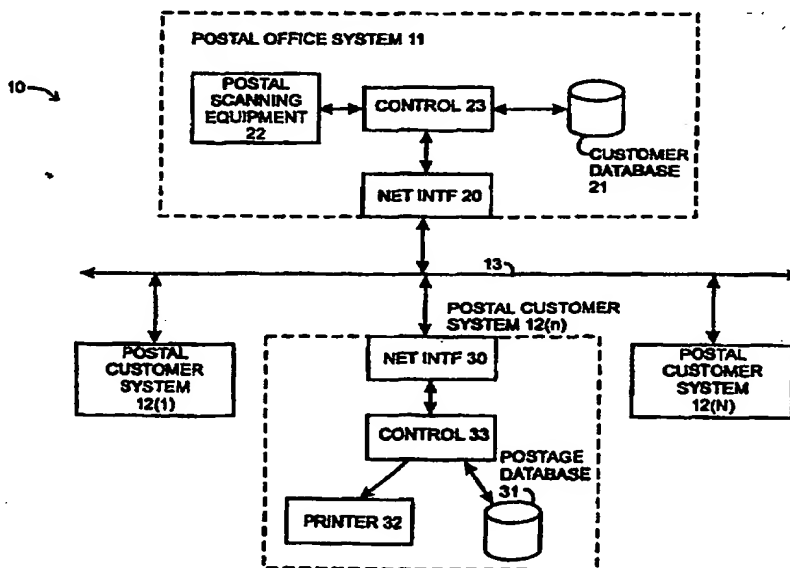 POSTAL OFFICE SYSTEM 11
10
POSTAL
SCANNING
EQUIPMENT
22
CONTROL 23
CUSTOMER
DATABASE
21
NET INTF 20
13
POSTAL
CUSTOMER
SYSTEM
12(1)
POSTAL CUSTOMER
SYSTEM 12(n)
NET INTF 30
POSTAL
CUSTOMER
SYSTEM
12(N)
CONTROL 33
POSTAGE
DATABASE
31
PRINTER 32